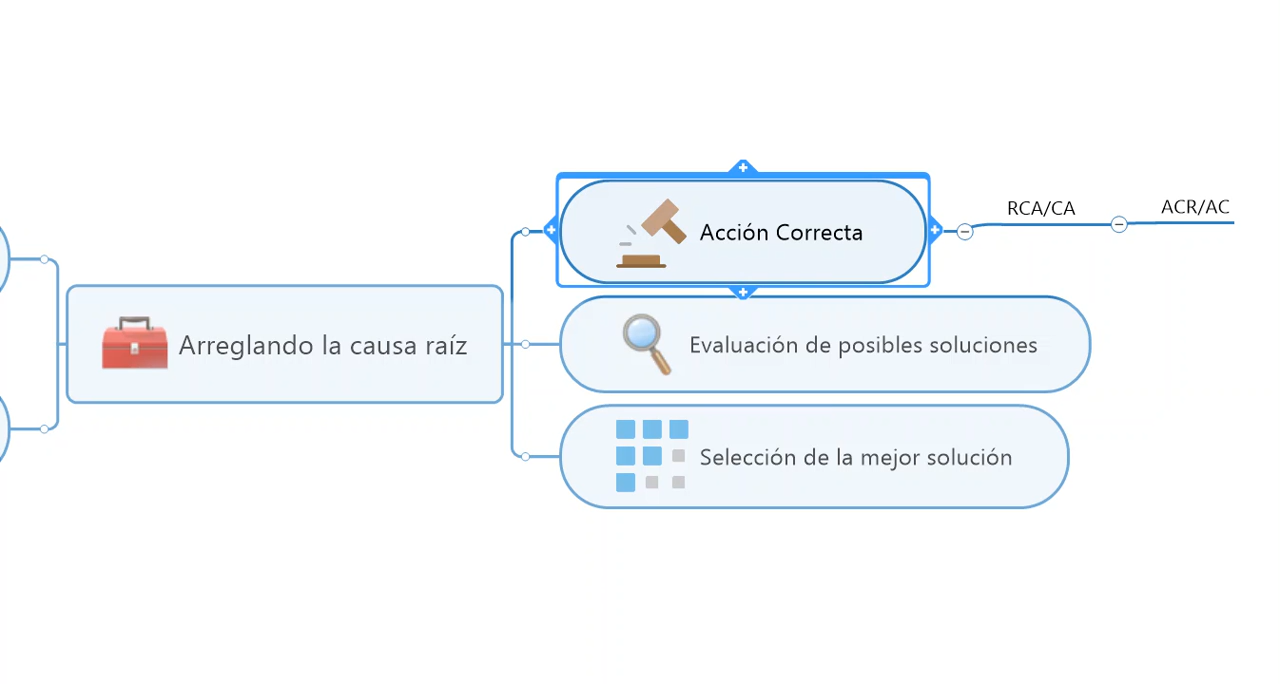 Acción Correcta
RCA/CA
ACR/AC
Arreglando la causa raíz
Evaluación de posibles soluciones
Selección de la mejor solución